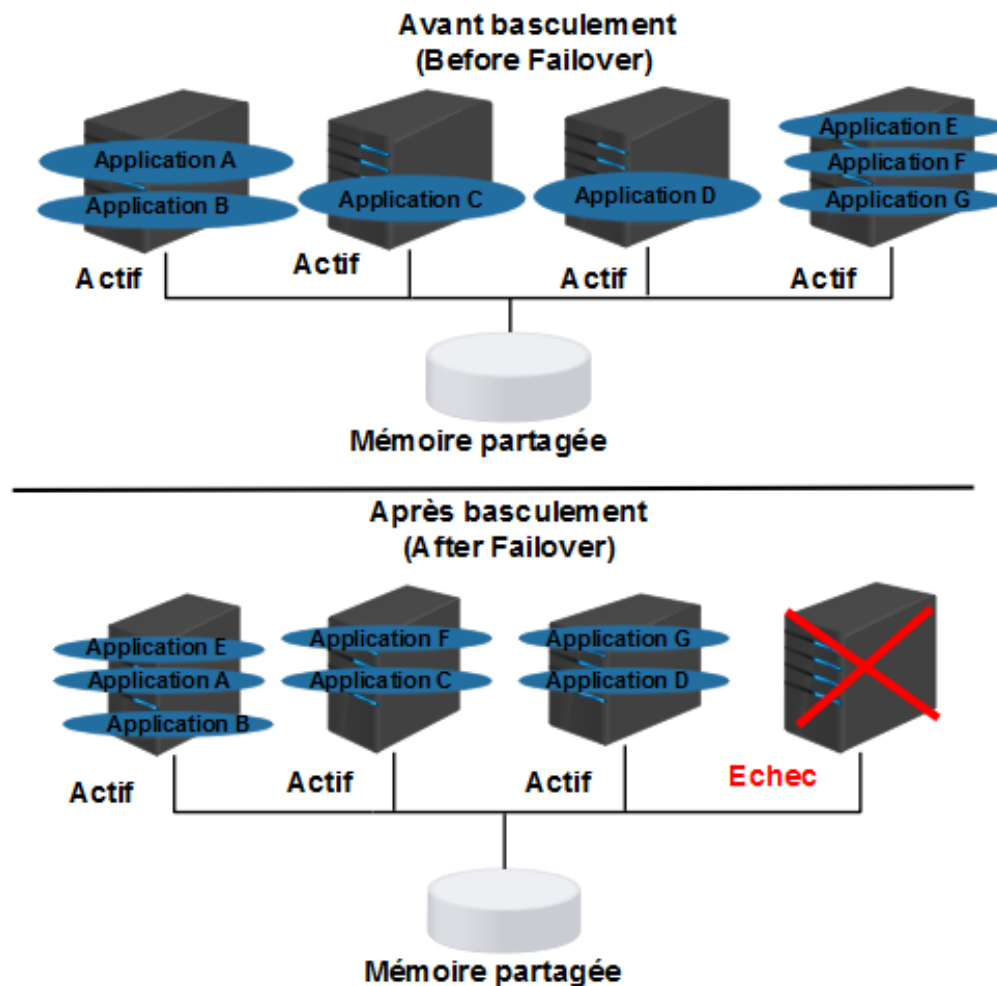 Avant basculement
(Before Failover)
Application A
Application B
Application C
Application D
Application E
Application F
Application G
Actif
Actif
Actif
Actif
Mémoire partagée
Après basculement
(After Failover)
Application E
Application A
Application B
Application F
Application C
Application G
Application D
Actif
Actif
Actif
Echec
Mémoire partagée